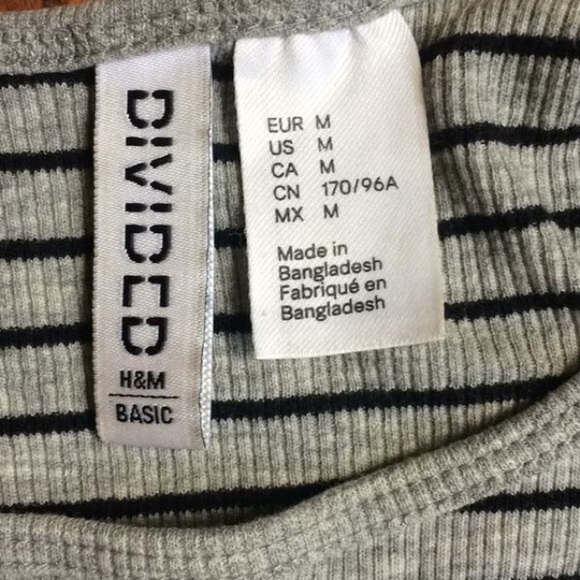 DIVIDED
H&M
BASIC
EUR M
US M
CA M
CN 170/96A
MX M
Made in
Bangladesh
Fabriqué en
Bangladesh